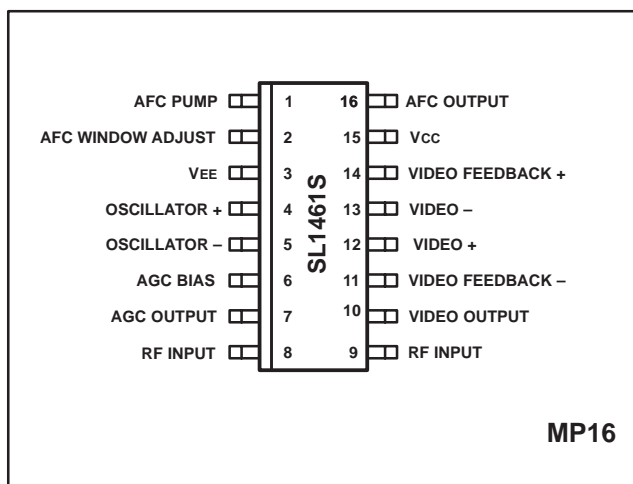 AFC PUMP 1 16 AFC OUTPUT
AFC WINDOW ADJUST 2 15 VCC
VEE 3 14 VIDEO FEEDBACK +
OSCILLATOR + 4 13 VIDEO –
OSCILLATOR – 5 12 VIDEO +
AGC BIAS 6 11 VIDEO FEEDBACK –
AGC OUTPUT 7 10 VIDEO OUTPUT
RF INPUT 8 9 RF INPUT
SL1461S
MP16